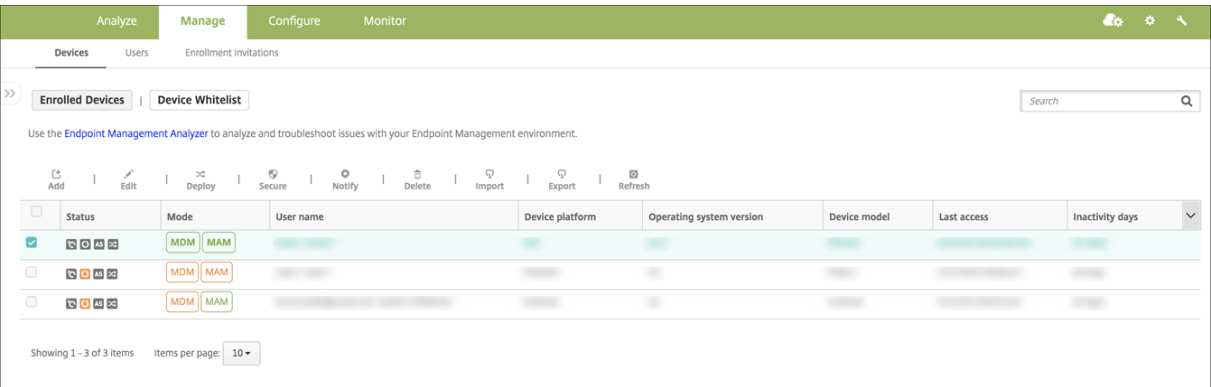 Analyze Manage Configure Monitor
Devices Users Enrollment Invitations
Enrolled Devices | Device Whitelist Search
Use the Endpoint Management Analyzer to analyze and troubleshoot issues with your Endpoint Management environment.
Add | Edit | Deploy | Secure | Notify | Delete | Import | Export | Refresh
Status Mode User name Device platform Operating system version Device model Last access Inactivity days
AS MDM MAM
AS MDM MAM
AS MDM MAM
Showing 1 - 3 of 3 items Items per page: 10